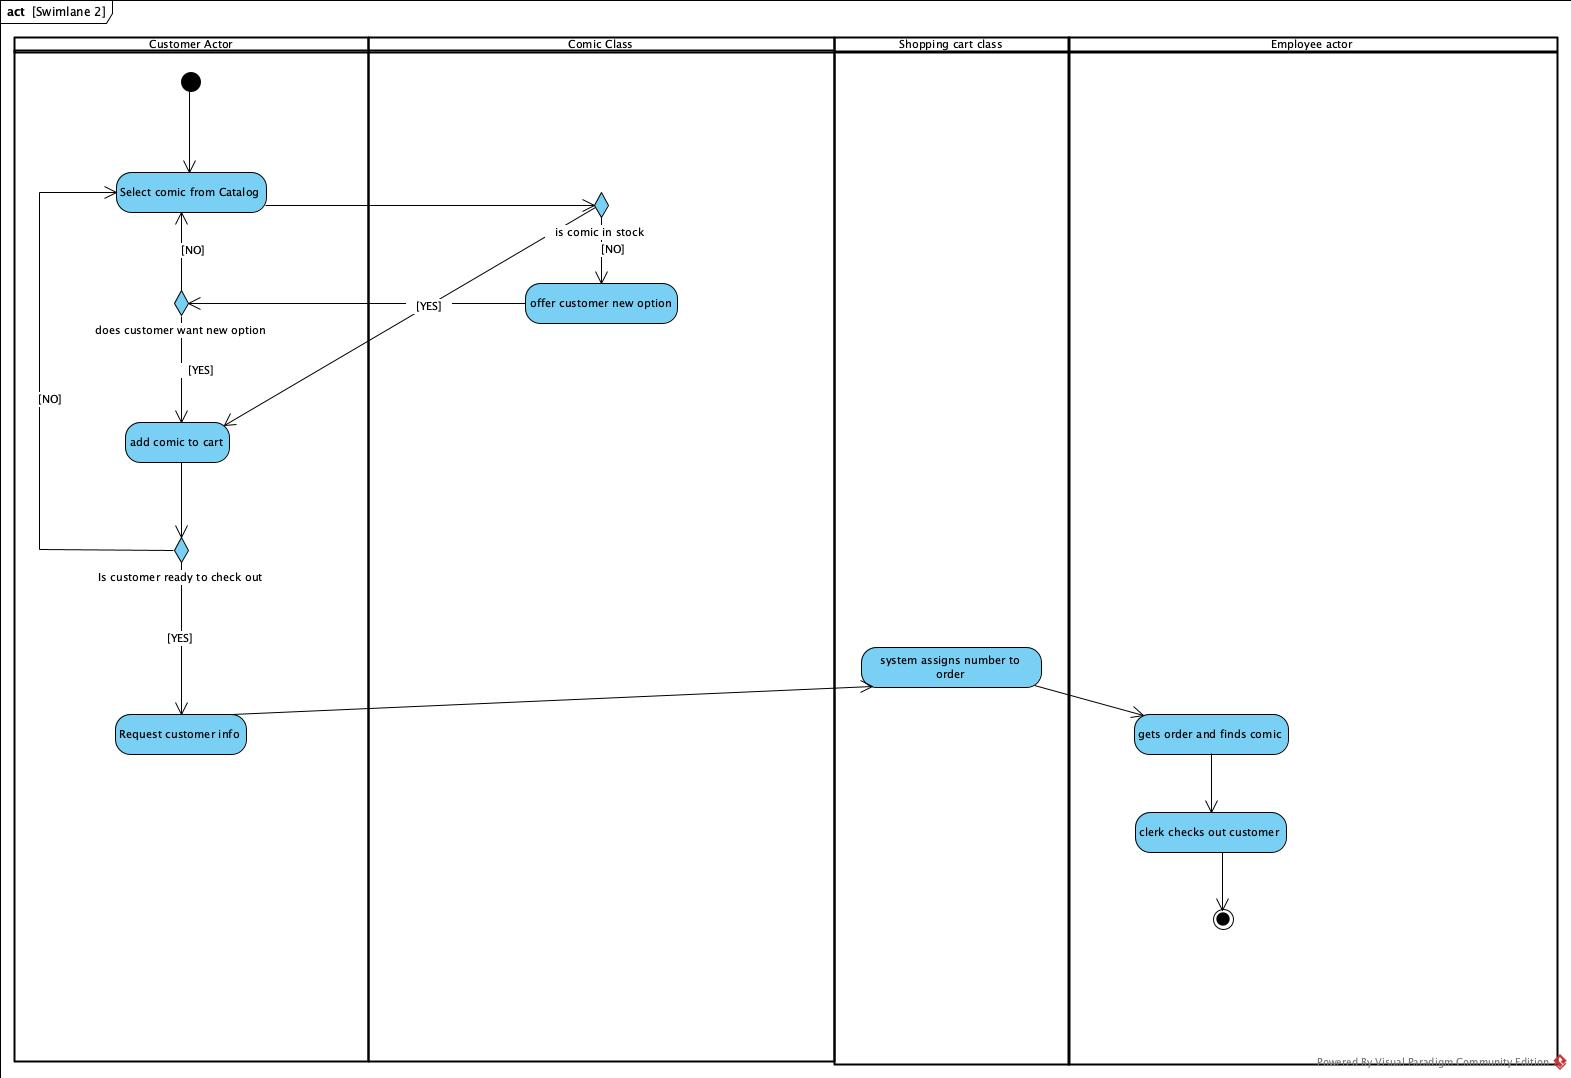 act [Swimlane 2]
Customer Actor
Comic Class
Shopping cart class
Employee actor
Select comic from Catalog
is comic in stock
[NO]
[NO]
offer customer new option
[YES]
does customer want new option
[YES]
[NO]
add comic to cart
Is customer ready to check out
[YES]
system assigns number to
order
Request customer info
gets order and finds comic
clerk checks out customer
Powered By Visual Paradigm Community Edition